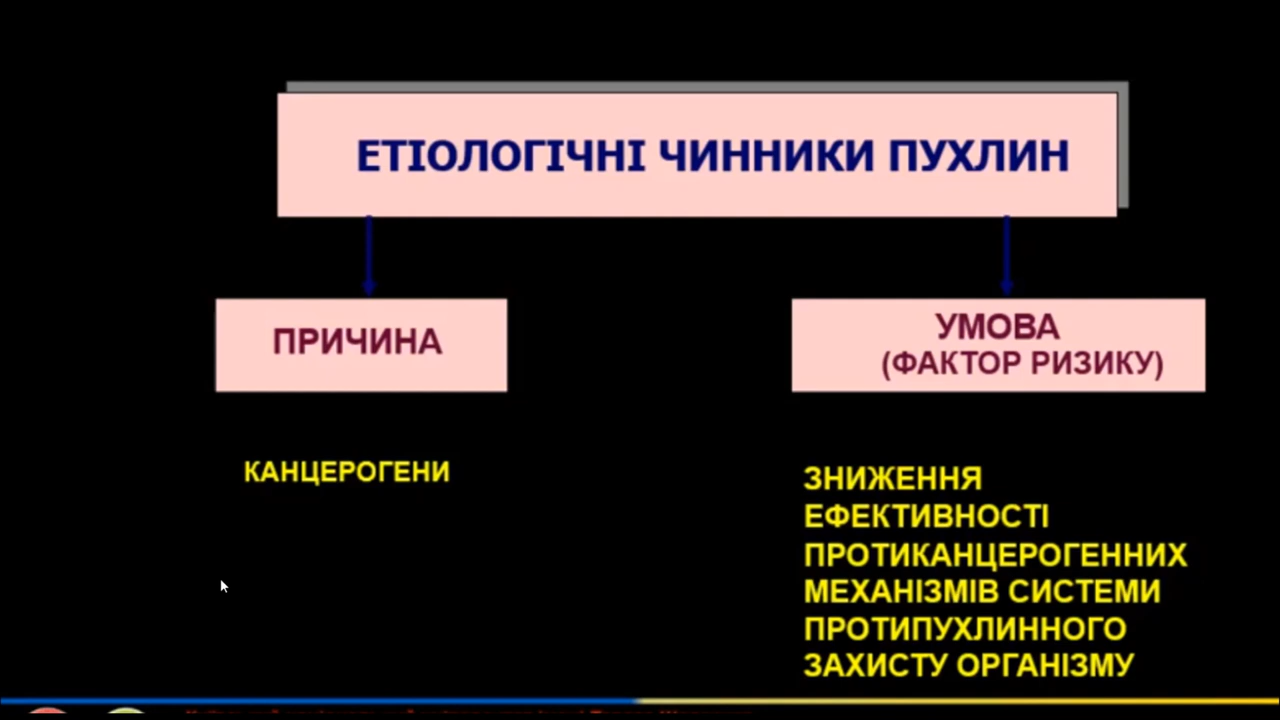 ЕТІОЛОГІЧНІ ЧИННИКИ ПУХЛИН
ПРИЧИНА
УМОВА
(ФАКТОР РИЗИКУ)
КАНЦЕРОГЕНИ
ЗНИЖЕННЯ
ЕФЕКТИВНОСТІ
ПРОТИКАНЦЕРОГЕННИХ
МЕХАНІЗМІВ СИСТЕМИ
ПРОТИПУХЛИННОГО
ЗАХИСТУ ОРГАНІЗМУ